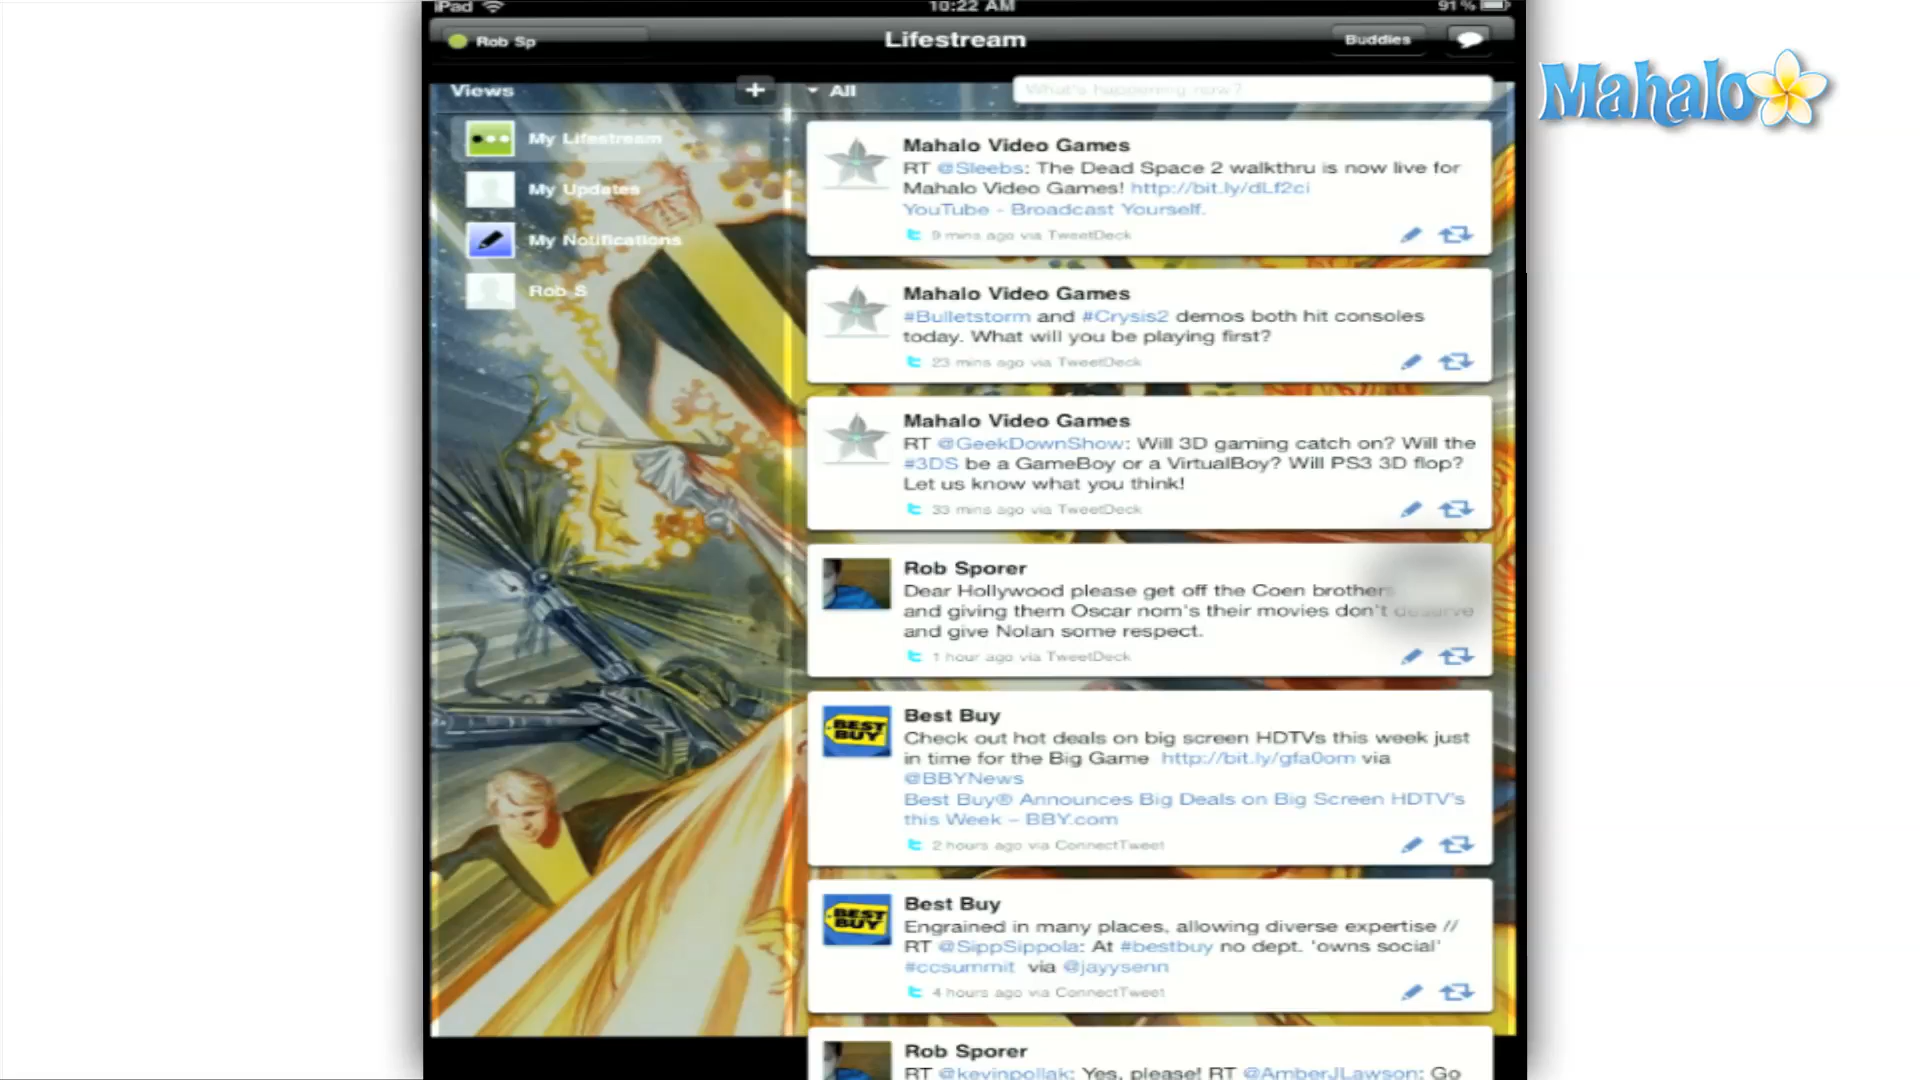 iPad 10:22 AM 91%
Rob Sp Lifestream Buddies
Views + All What's happening now?
My Lifestream
My Updates
My Notifications
Rob S
Mahalo
Mahalo Video Games
RT @Sleebs: The Dead Space 2 walkthru is now live for
Mahalo Video Games! http://bit.ly/dLf2ci
YouTube - Broadcast Yourself.
9 mins ago via TweetDeck
Mahalo Video Games
#Bulletstorm and #Crysis2 demos both hit consoles
today. What will you be playing first?
23 mins ago via TweetDeck
Mahalo Video Games
RT @GeekDownShow: Will 3D gaming catch on? Will the
#3DS be a GameBoy or a VirtualBoy? Will PS3 3D flop?
Let us know what you think!
33 mins ago via TweetDeck
Rob Sporer
Dear Hollywood please get off the Coen brothers
and giving them Oscar nom's their movies don't deserve
and give Nolan some respect.
1 hour ago via TweetDeck
BEST BUY
Best Buy
Check out hot deals on big screen HDTVs this week just
in time for the Big Game http://bit.ly/gfa0om via
@BBYNews
Best Buy® Announces Big Deals on Big Screen HDTV's
this Week – BBY.com
2 hours ago via ConnectTweet
BEST BUY
Best Buy
Engrained in many places, allowing diverse expertise //
RT @SippSippola: At #bestbuy no dept. 'owns social'
#ccsummit via @jayysenn
4 hours ago via ConnectTweet
Rob Sporer
RT @kevinpollak: Yes, please! RT @AmberJLawson: Go